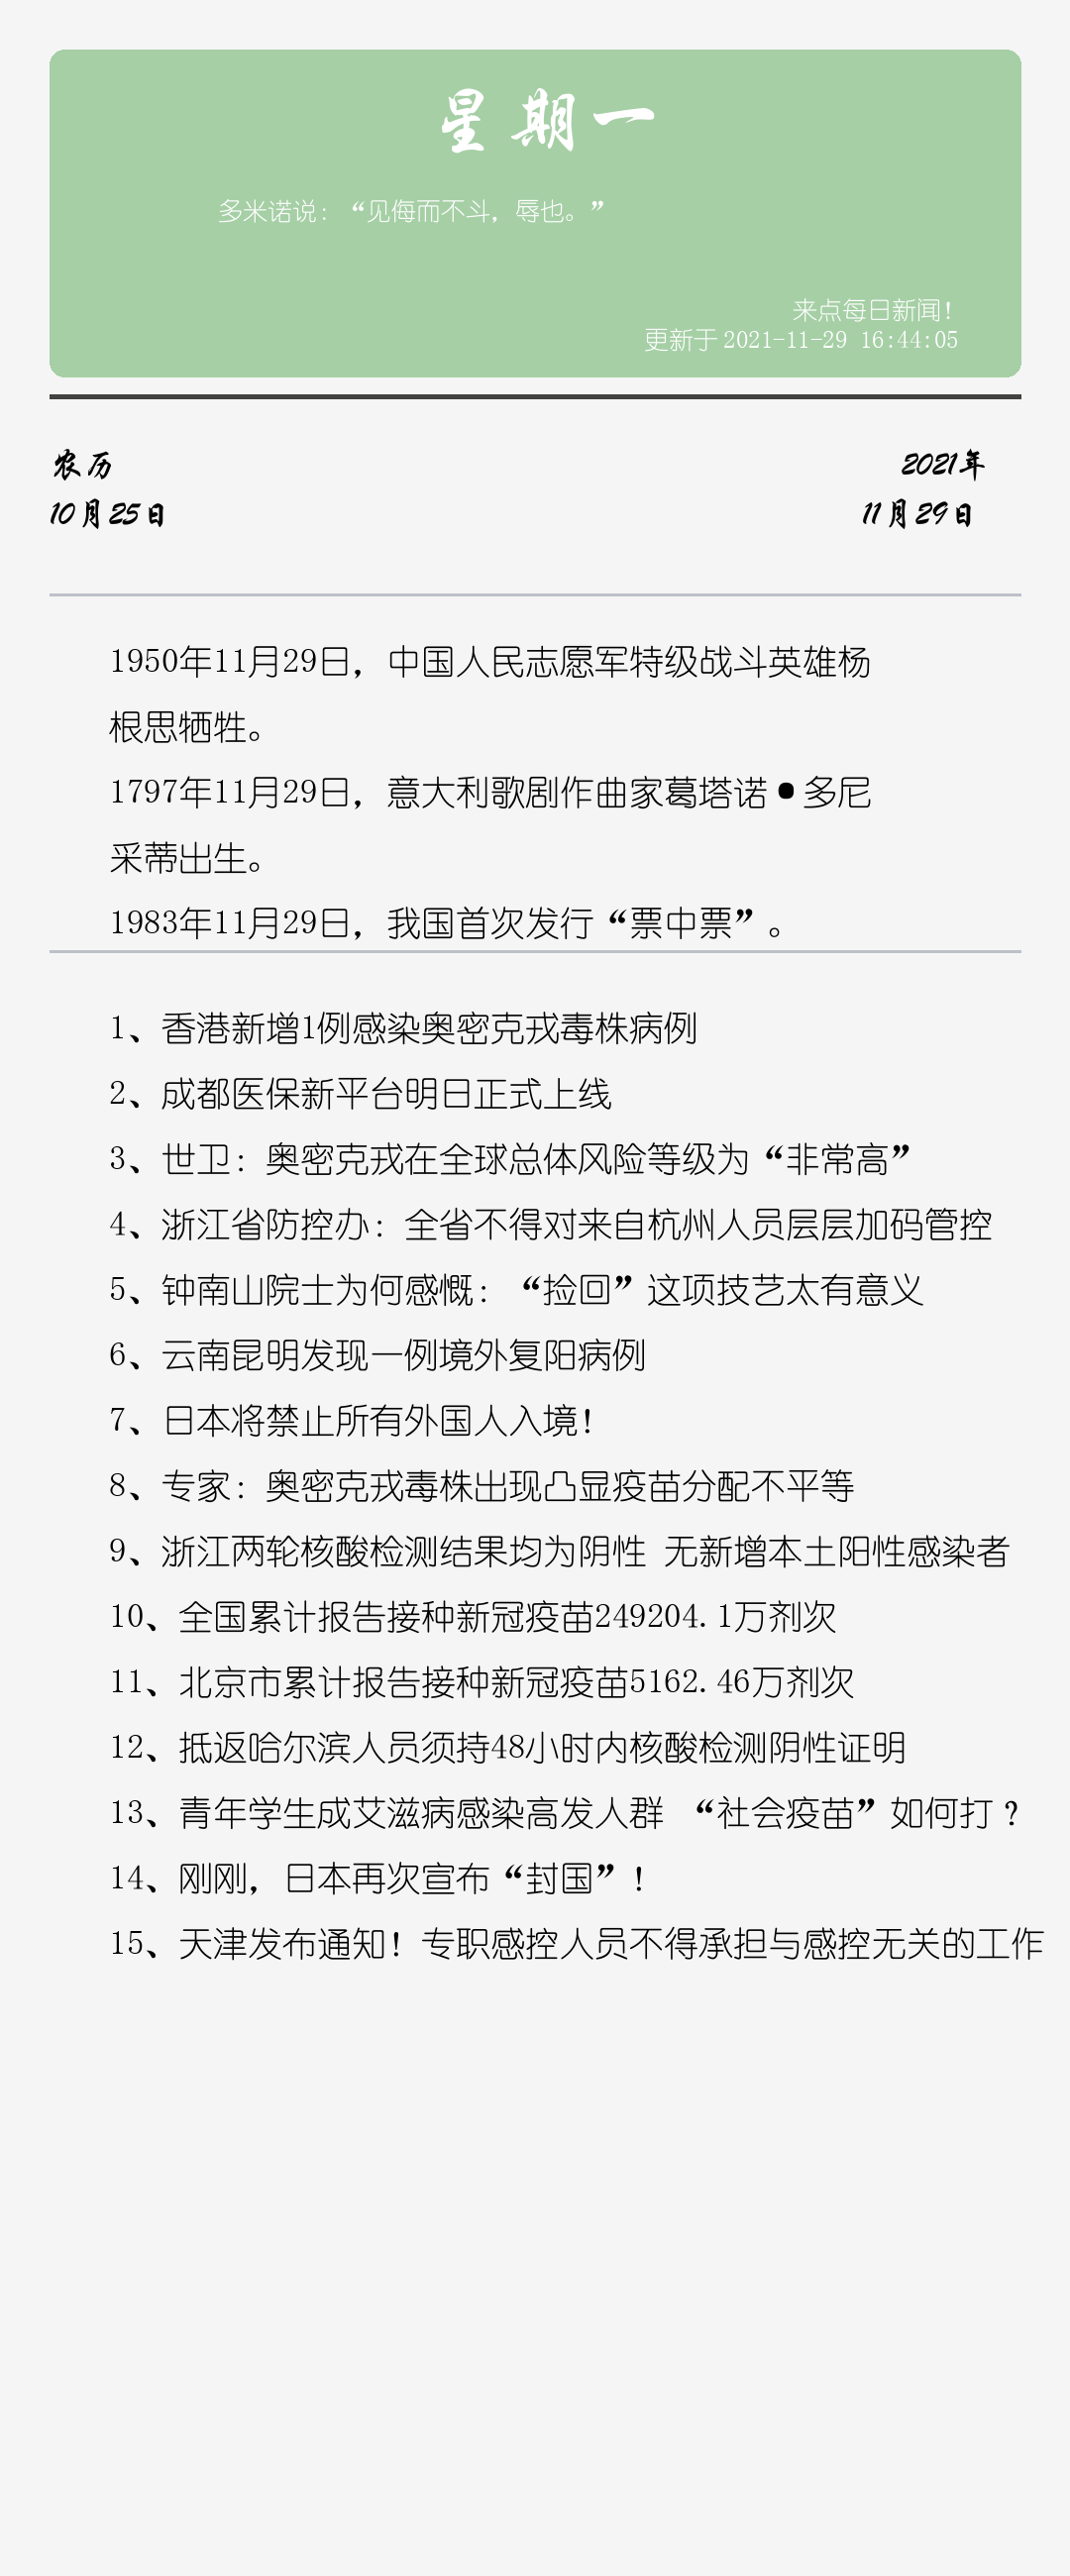 星期一
多米诺说：“见侮而不斗，辱也。”
来点每日新闻！
更新于2021-11-29 16:44:05
农历
10月25日
2021年
11月29日
1950年11月29日，中国人民志愿军特级战斗英雄杨
根思牺牲。
1797年11月29日，意大利歌剧作曲家葛塔诺•多尼
采蒂出生。
1983年11月29日，我国首次发行“票中票”。
1、香港新增1例感染奥密克戎毒株病例
2、成都医保新平台明日正式上线
3、世卫：奥密克戎在全球总体风险等级为“非常高”
4、浙江省防控办：全省不得对来自杭州人员层层加码管控
5、钟南山院士为何感慨：“捡回”这项技艺太有意义
6、云南昆明发现一例境外复阳病例
7、日本将禁止所有外国人入境！
8、专家：奥密克戎毒株出现凸显疫苗分配不平等
9、浙江两轮核酸检测结果均为阴性 无新增本土阳性感染者
10、全国累计报告接种新冠疫苗249204.1万剂次
11、北京市累计报告接种新冠疫苗5162.46万剂次
12、抵返哈尔滨人员须持48小时内核酸检测阴性证明
13、青年学生成艾滋病感染高发人群 “社会疫苗”如何打？
14、刚刚，日本再次宣布“封国”！
15、天津发布通知！专职感控人员不得承担与感控无关的工作